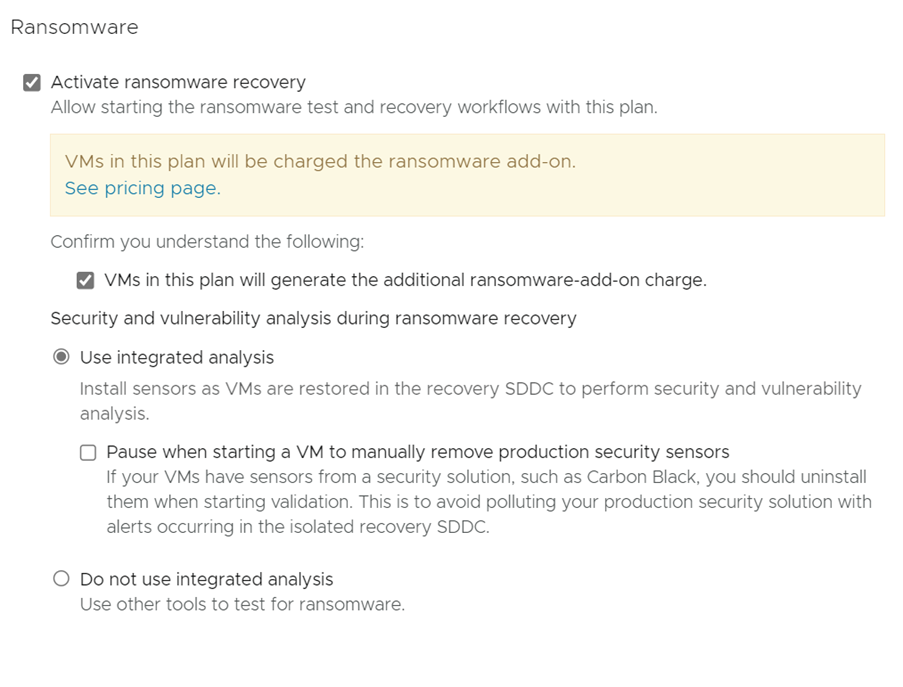 Ransomware
Activate ransomware recovery
Allow starting the ransomware test and recovery workflows with this plan.
VMs in this plan will be charged the ransomware add-on.
See pricing page.
Confirm you understand the following:
VMs in this plan will generate the additional ransomware-add-on charge.
Security and vulnerability analysis during ransomware recovery
Use integrated analysis
Install sensors as VMs are restored in the recovery SDDC to perform security and vulnerability
analysis.
Pause when starting a VM to manually remove production security sensors
If your VMs have sensors from a security solution, such as Carbon Black, you should uninstall
them when starting validation. This is to avoid polluting your production security solution with
alerts occurring in the isolated recovery SDDC.
Do not use integrated analysis
Use other tools to test for ransomware.